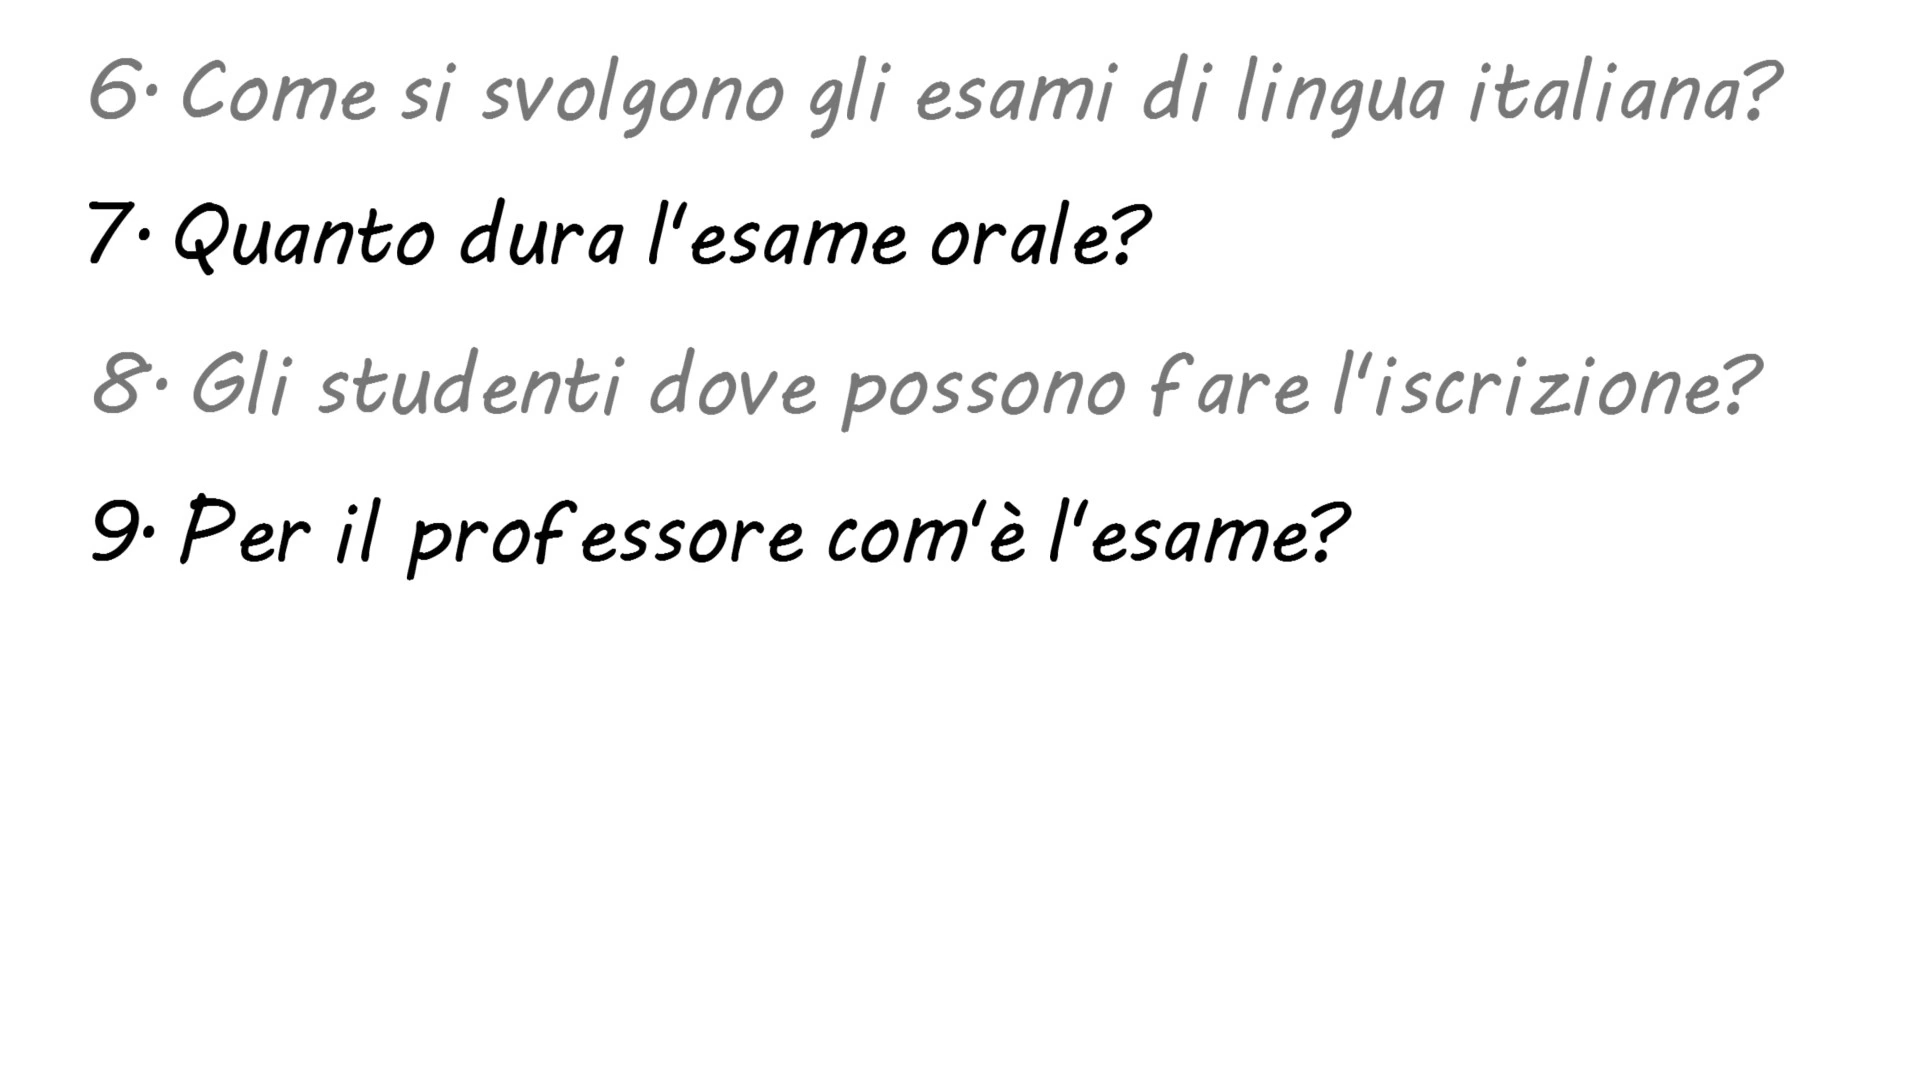 6. Come si svolgono gli esami di lingua italiana?
7. Quanto dura l'esame orale?
8. Gli studenti dove possono fare l'iscrizione?
9. Per il professore com'è l'esame?